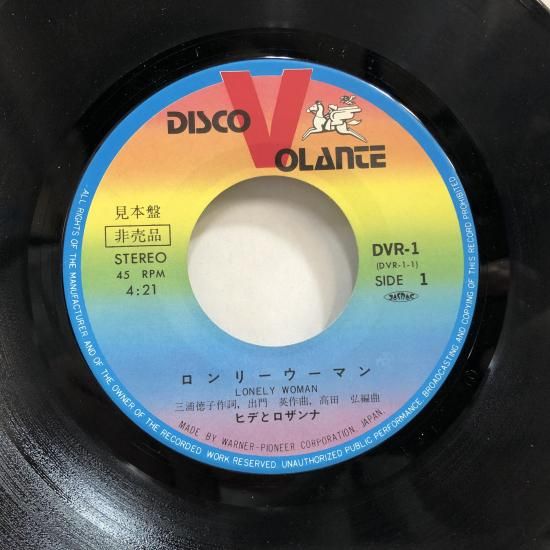 DISCO VOLANTE
見本盤
非売品
STEREO
45 RPM
4:21
DVR-1
(DVR-1-1)
SIDE 1
ロンリーウーマン
LONELY WOMAN
三浦徳子作詞, 出門 英作曲, 高田 弘編曲
ヒデとロザンナ
MADE BY WARNER-PIONEER CORPORATION, JAPAN.
ALL RIGHTS OF THE MANUFACTURER AND OF THE OWNER OF THE RECORDED WORK RESERVED. UNAUTHORIZED PUBLIC PERFORMANCE, BROADCASTING AND COPYING OF THIS RECORD PROHIBITED.